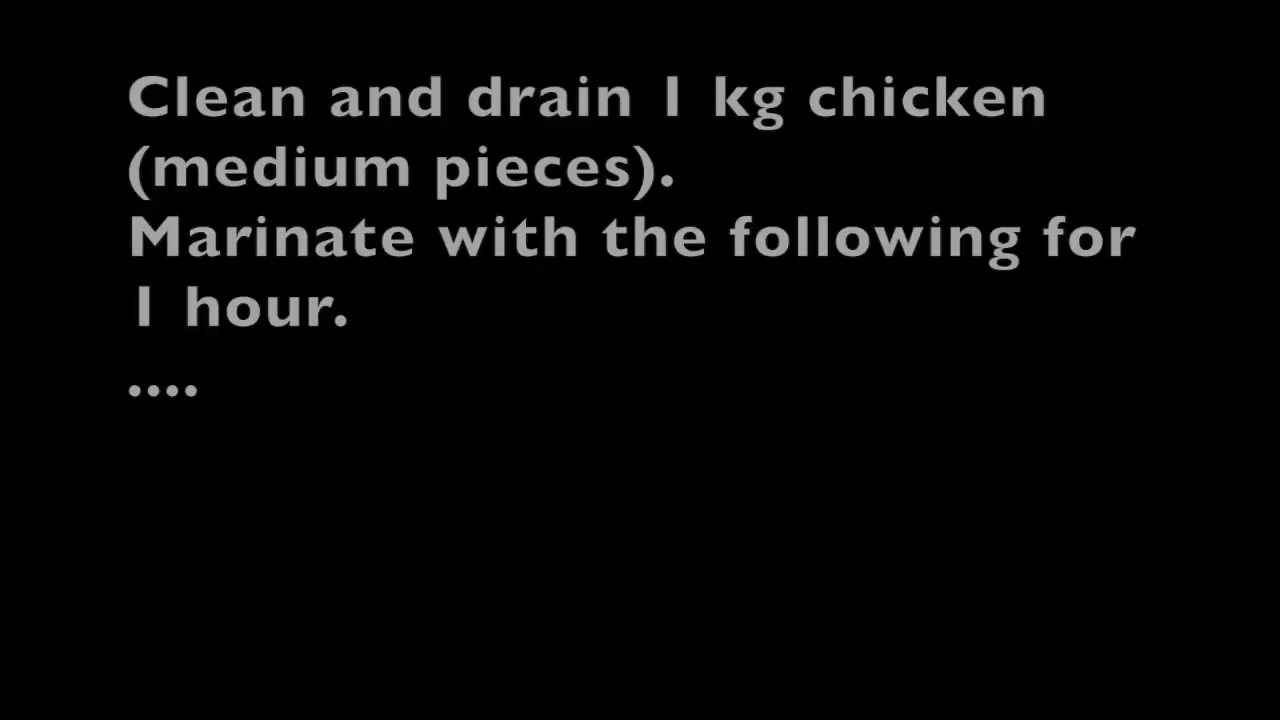 Clean and drain 1 kg chicken
(medium pieces).
Marinate with the following for
1 hour.
....